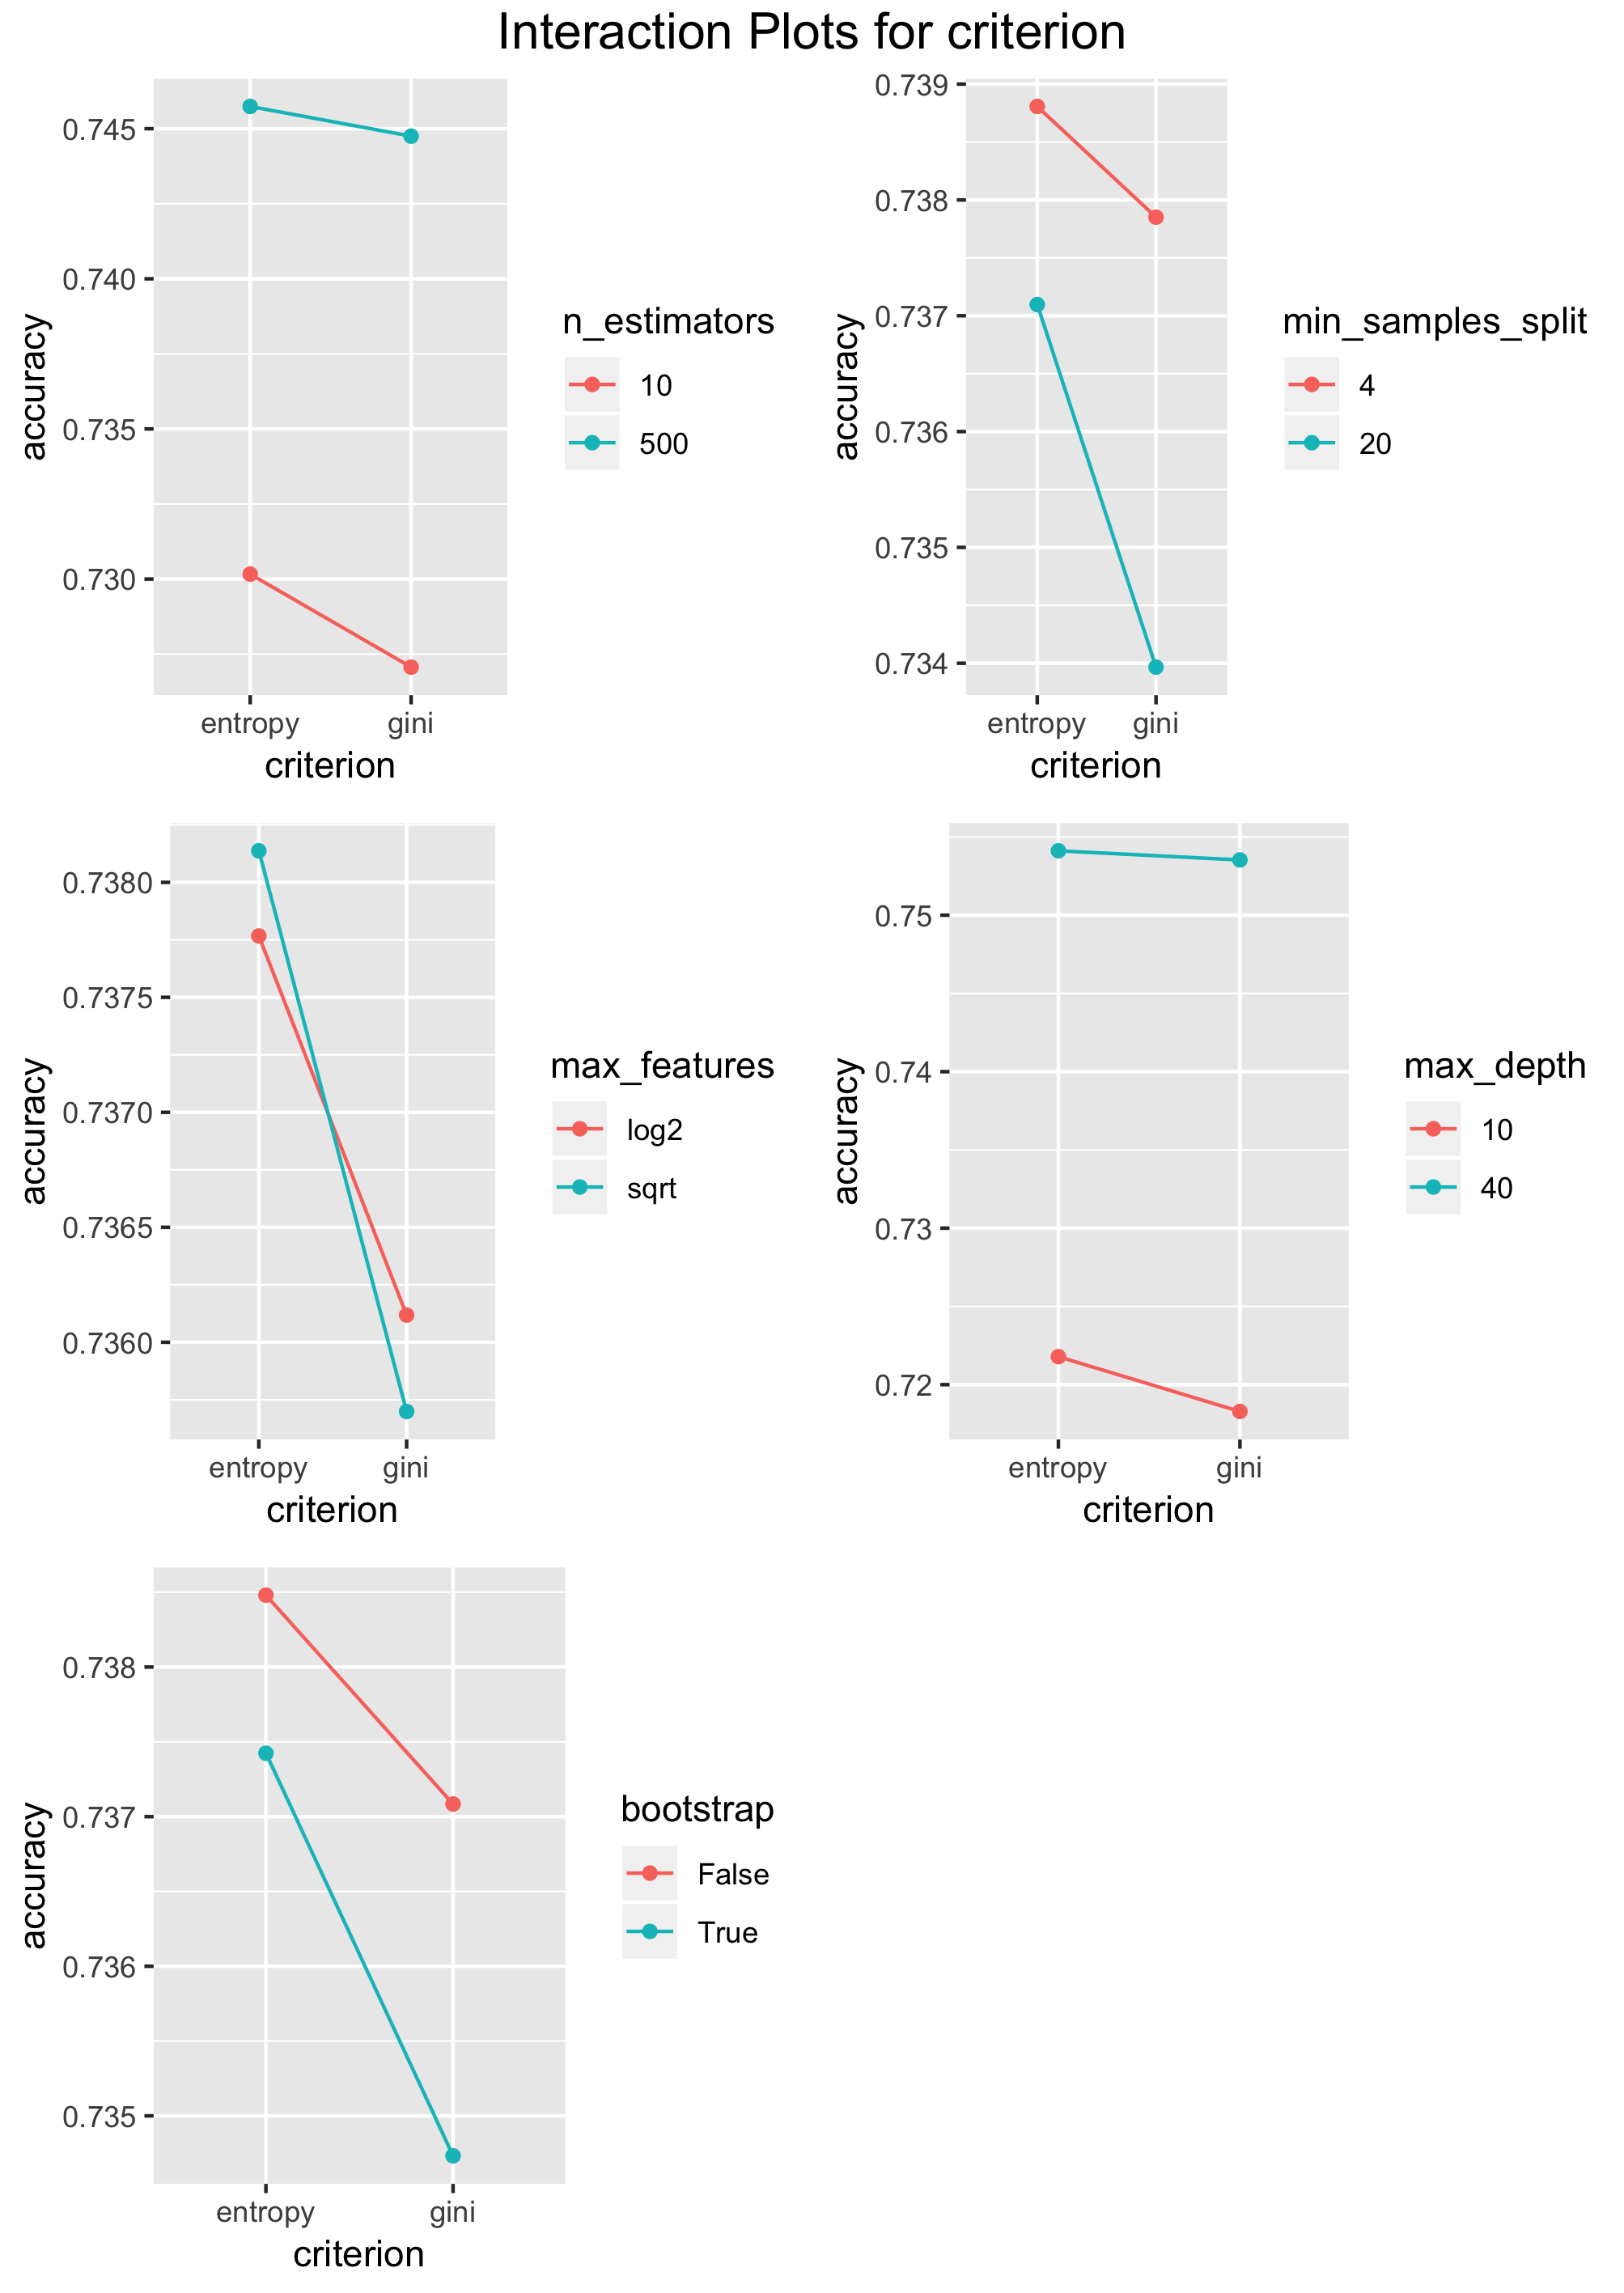 Interaction Plots for criterion
accuracy
0.745
0.740
0.735
0.730
entropy gini
criterion
n_estimators
10
500
accuracy
0.739
0.738
0.737
0.736
0.735
0.734
entropy gini
criterion
min_samples_split
4
20
accuracy
0.7380
0.7375
0.7370
0.7365
0.7360
entropy gini
criterion
max_features
log2
sqrt
accuracy
0.75
0.74
0.73
0.72
entropy gini
criterion
max_depth
10
40
accuracy
0.738
0.737
0.736
0.735
entropy gini
criterion
bootstrap
False
True